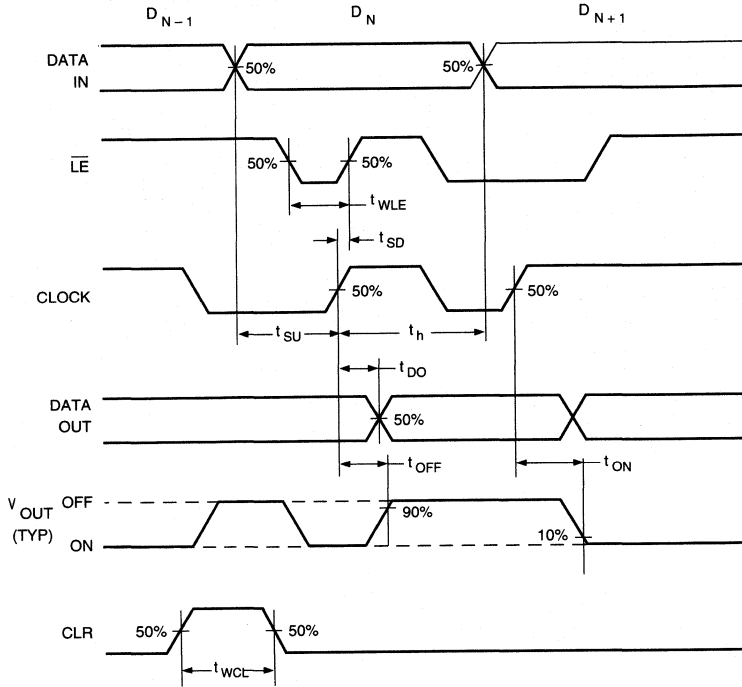 D N – 1 D N D N + 1
DATA IN 50% 50%
LE 50% 50%
t WLE
t SD
CLOCK 50% 50%
t SU t h
t DO
DATA OUT 50%
t OFF t ON
V OUT (TYP) OFF 90%
ON 10%
CLR 50% 50%
t WCL